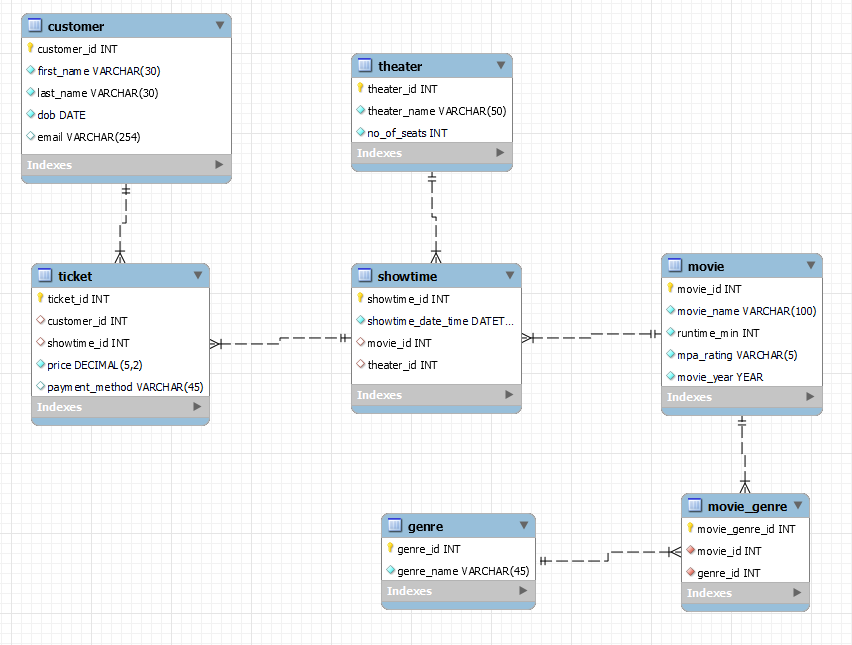 customer
customer_id INT
first_name VARCHAR(30)
last_name VARCHAR(30)
dob DATE
email VARCHAR(254)
Indexes
theater
theater_id INT
theater_name VARCHAR(50)
no_of_seats INT
Indexes
ticket
ticket_id INT
customer_id INT
showtime_id INT
price DECIMAL(5,2)
payment_method VARCHAR(45)
Indexes
showtime
showtime_id INT
showtime_date_time DATET...
movie_id INT
theater_id INT
Indexes
movie
movie_id INT
movie_name VARCHAR(100)
runtime_min INT
mpa_rating VARCHAR(5)
movie_year YEAR
Indexes
genre
genre_id INT
genre_name VARCHAR(45)
Indexes
movie_genre
movie_genre_id INT
movie_id INT
genre_id INT
Indexes